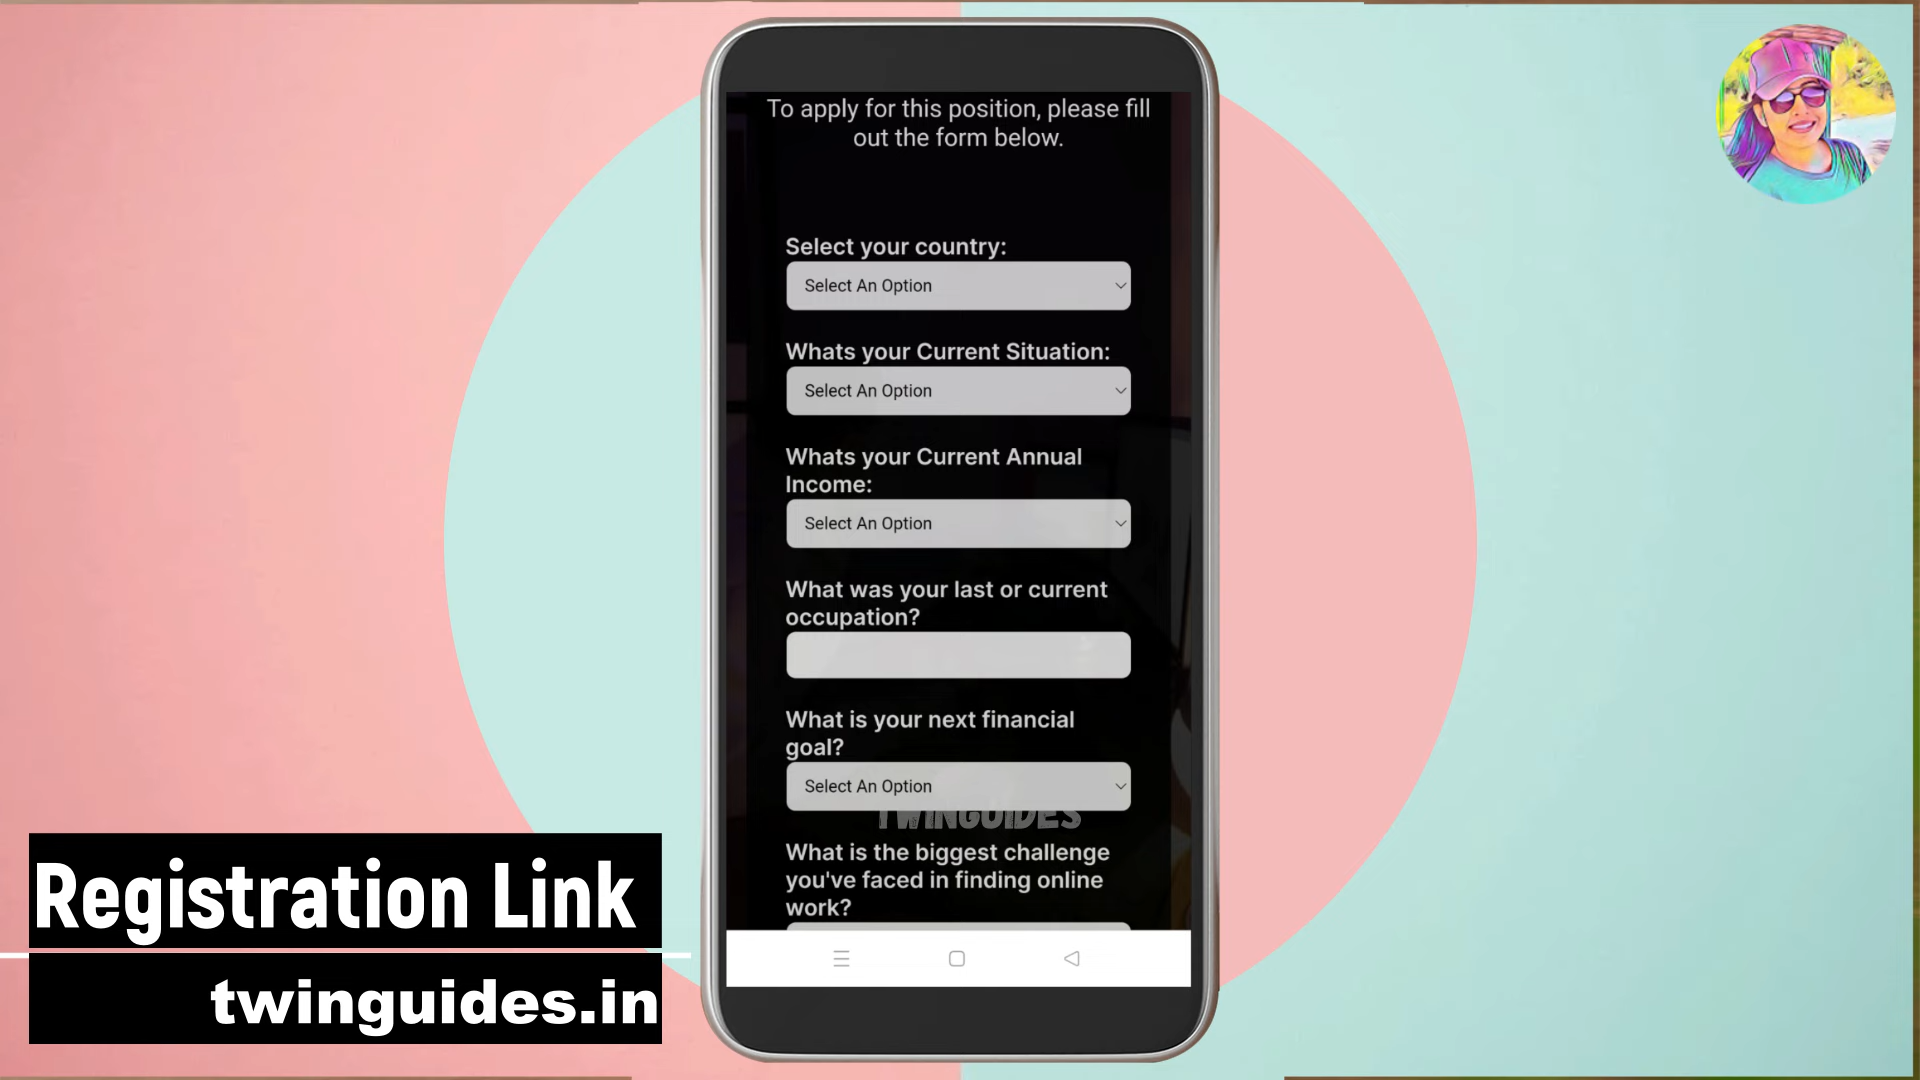 To apply for this position, please fill
out the form below.
Select your country:
Select An Option
Whats your Current Situation:
Select An Option
Whats your Current Annual
Income:
Select An Option
What was your last or current
occupation?
What is your next financial
goal?
Select An Option
TWINGUIDES
What is the biggest challenge
you've faced in finding online
work?
Registration Link
twinguides.in